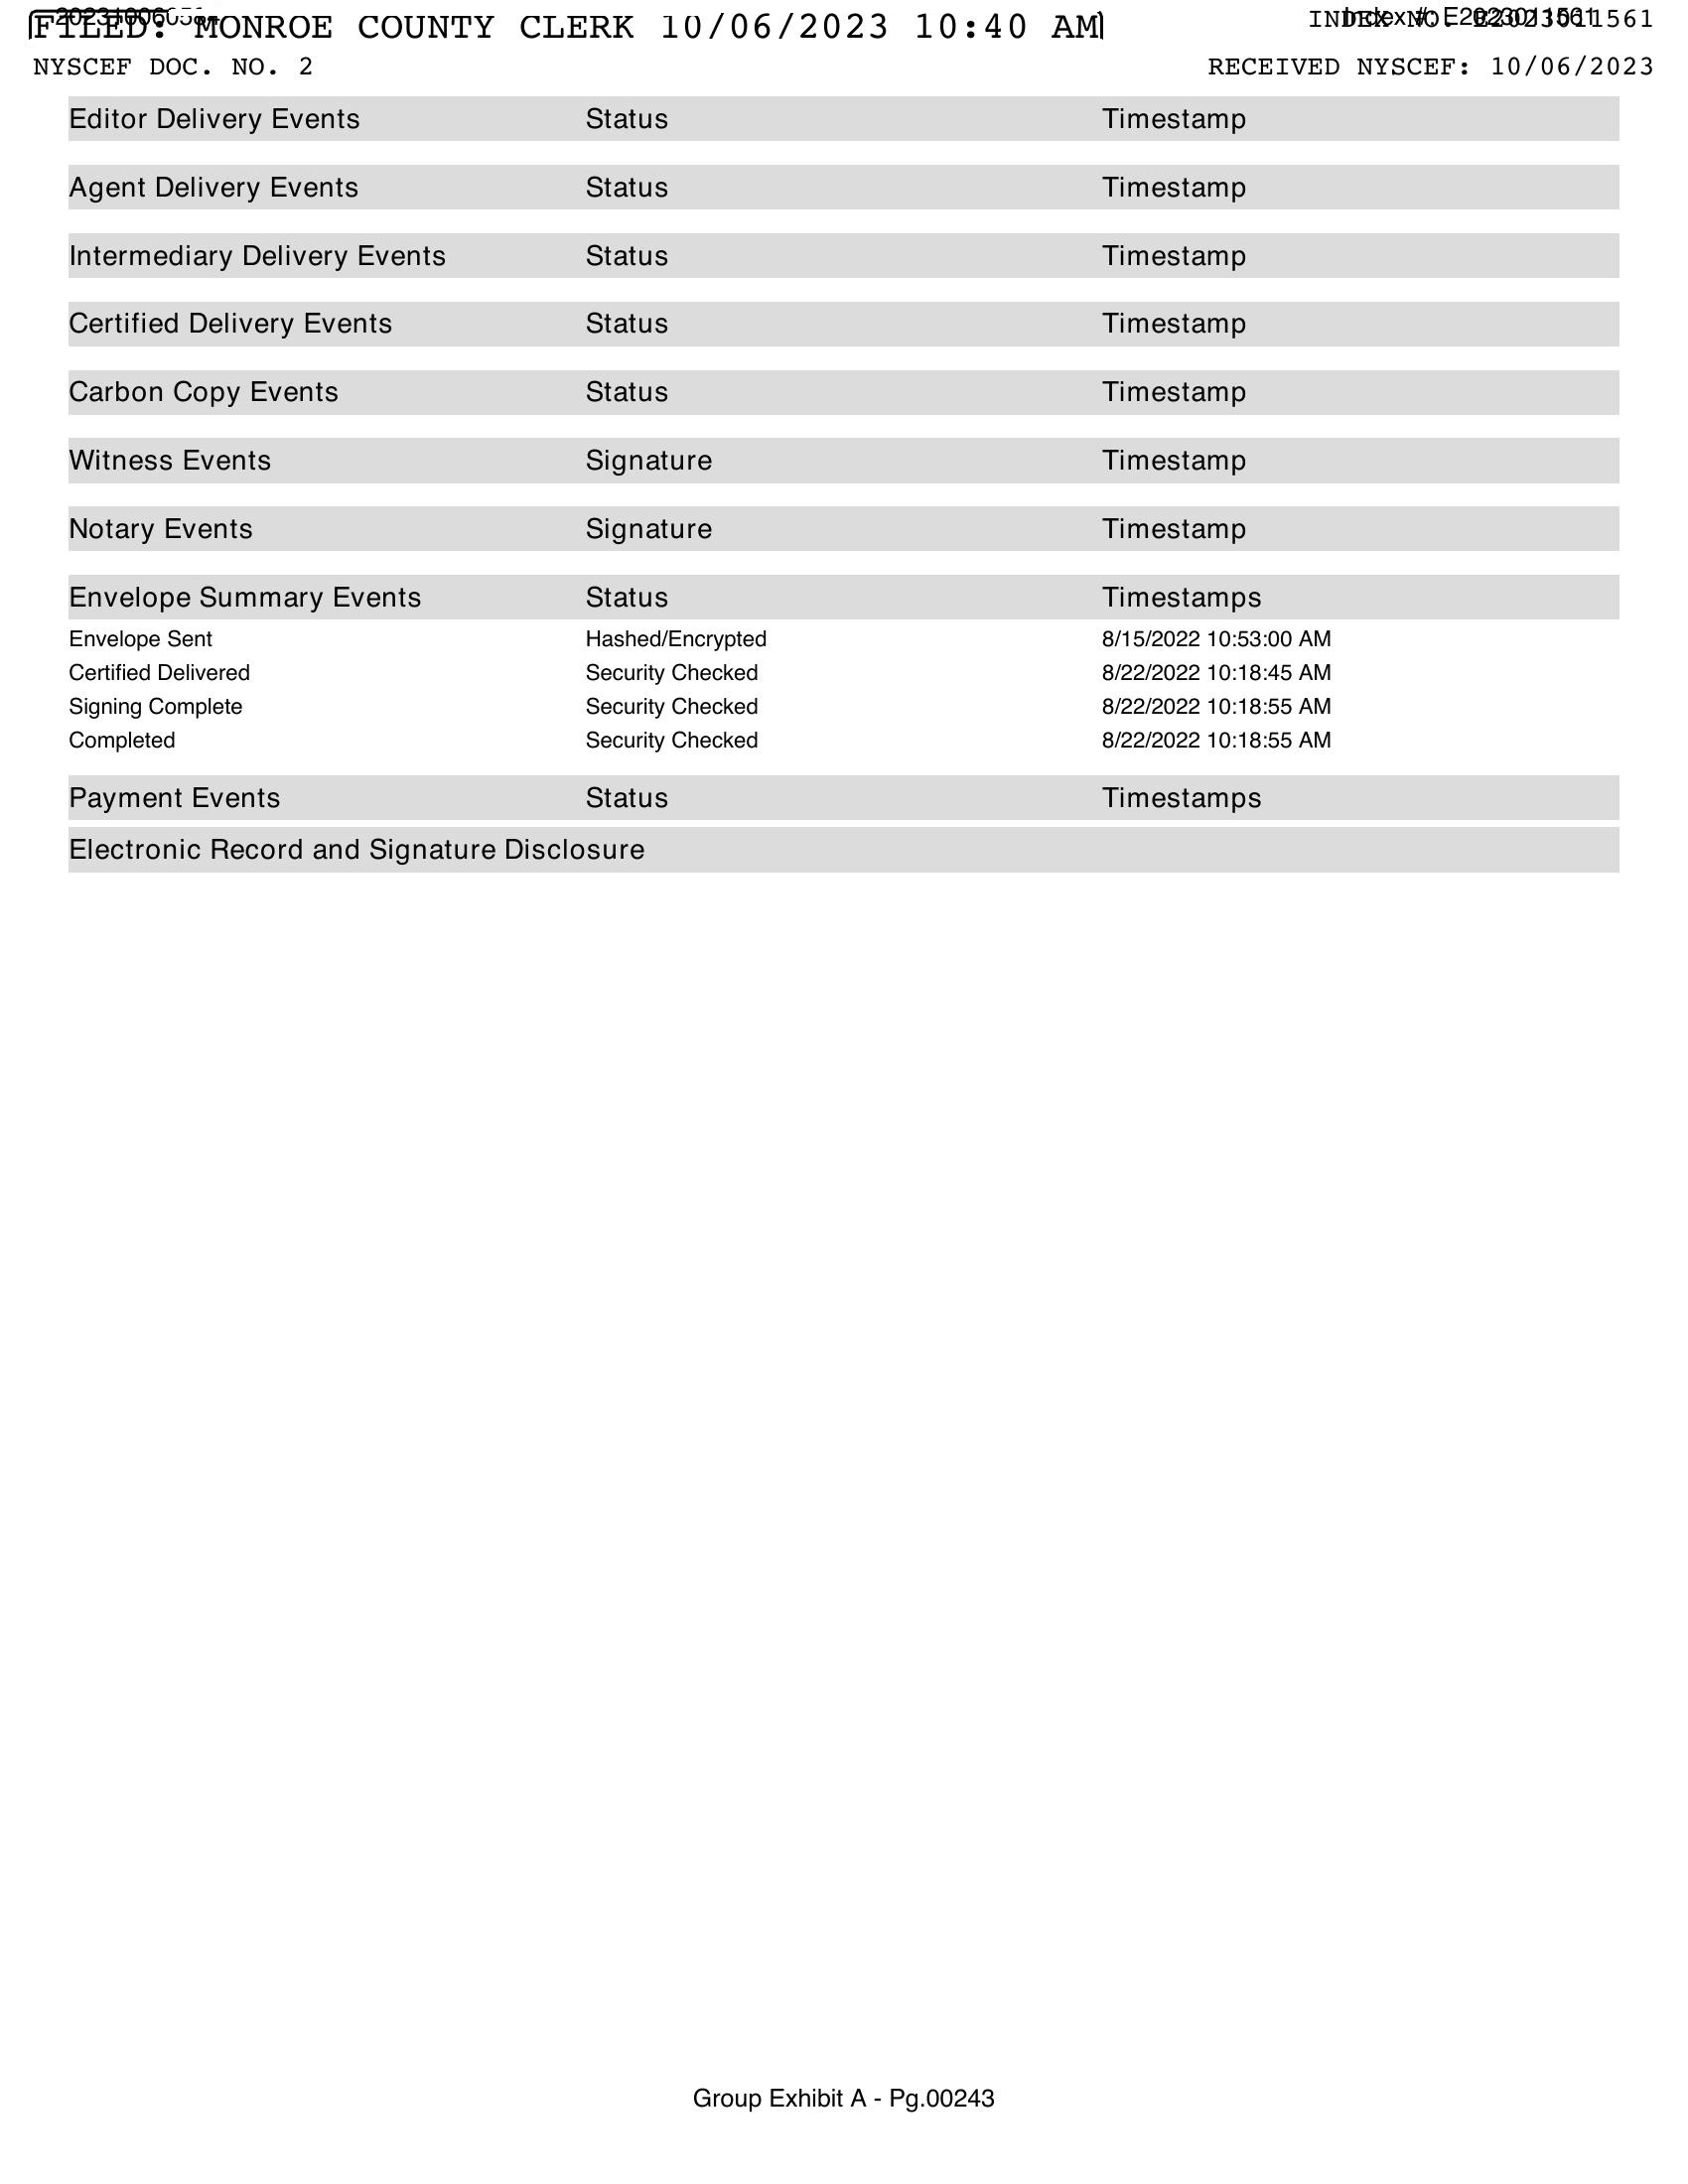 FILED: MONROE COUNTY CLERK 10/06/2023 10:40 AM
INDEX NO. E2023011561
Index #: E2023011561
NYSCEF DOC. NO. 2
RECEIVED NYSCEF: 10/06/2023
Editor Delivery Events Status Timestamp
Agent Delivery Events Status Timestamp
Intermediary Delivery Events Status Timestamp
Certified Delivery Events Status Timestamp
Carbon Copy Events Status Timestamp
Witness Events Signature Timestamp
Notary Events Signature Timestamp
Envelope Summary Events Status Timestamps
Envelope Sent Hashed/Encrypted 8/15/2022 10:53:00 AM
Certified Delivered Security Checked 8/22/2022 10:18:45 AM
Signing Complete Security Checked 8/22/2022 10:18:55 AM
Completed Security Checked 8/22/2022 10:18:55 AM
Payment Events Status Timestamps
Electronic Record and Signature Disclosure
Group Exhibit A - Pg.00243